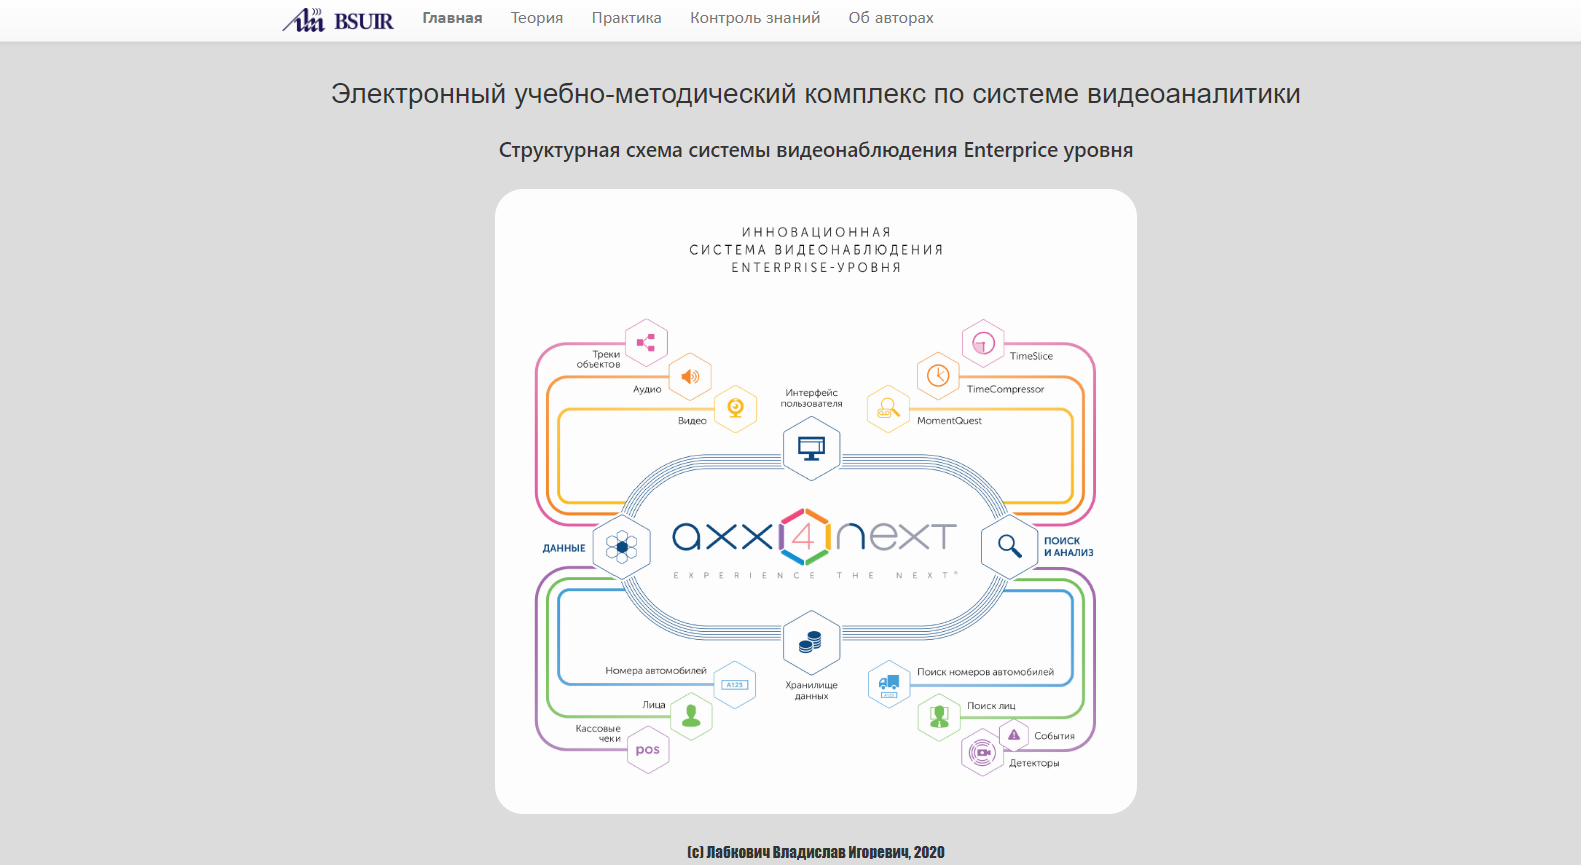 BSUIR Главная Теория Практика Контроль знаний Об авторах
Электронный учебно-методический комплекс по системе видеоаналитики
Структурная схема системы видеонаблюдения Enterprice уровня
ИННОВАЦИОННАЯ
СИСТЕМА ВИДЕОНАБЛЮДЕНИЯ
ENTERPRISE-УРОВНЯ
Треки
объектов
Аудио
Видео
Интерфейс
пользователя
TimeSlice
TimeCompressor
MomentQuest
ДАННЫЕ
axxi4next
EXPERIENCE THE NEXT®
ПОИСК
И АНАЛИЗ
Номера автомобилей
A125
Лица
Кассовые
чеки
pos
Хранилище
данных
Поиск номеров автомобилей
Поиск лиц
События
Детекторы
(c) Лабкович Владислав Игоревич, 2020